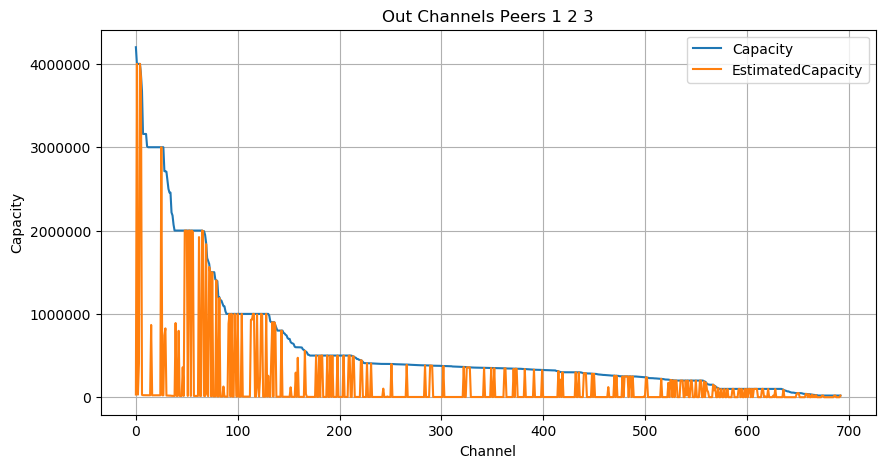 Out Channels Peers 1 2 3
Capacity
EstimatedCapacity
4000000
3000000
2000000
1000000
0
Capacity
0 100 200 300 400 500 600 700
Channel